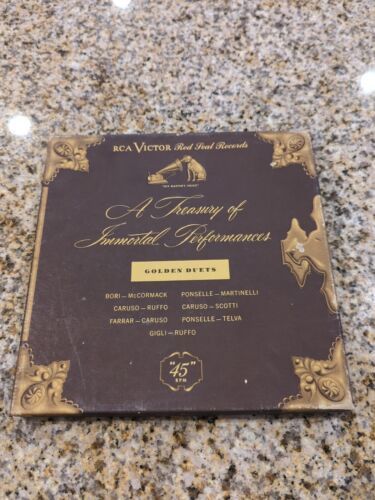 RCA VICTOR Red Seal Records
"HIS MASTER'S VOICE"
A Treasury of
Immortal Performances
GOLDEN DUETS
BORI — McCORMACK PONSELLE — MARTINELLI
CARUSO — RUFFO CARUSO — SCOTTI
FARRAR — CARUSO PONSELLE — TELVA
GIGLI — RUFFO
"45"
RPM